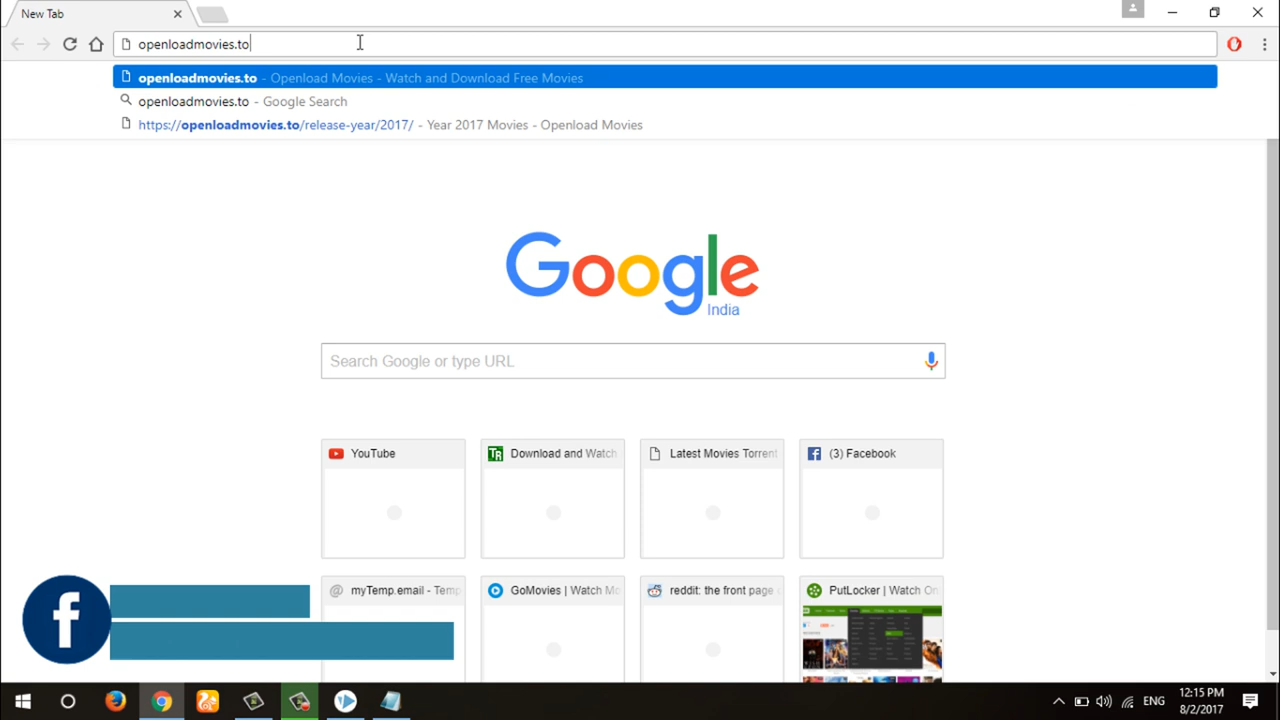 New Tab
openloadmovies.to
openloadmovies.to - Openload Movies - Watch and Download Free Movies
openloadmovies.to - Google Search
https://openloadmovies.to/release-year/2017/ - Year 2017 Movies - Openload Movies
Google
India
Search Google or type URL
YouTube
TR Download and Watch
Latest Movies Torrent
f (3) Facebook
@ myTemp.email - Temp
GoMovies | Watch Mo
reddit: the front page o
PutLocker | Watch On
f
ENG
12:15 PM
8/2/2017